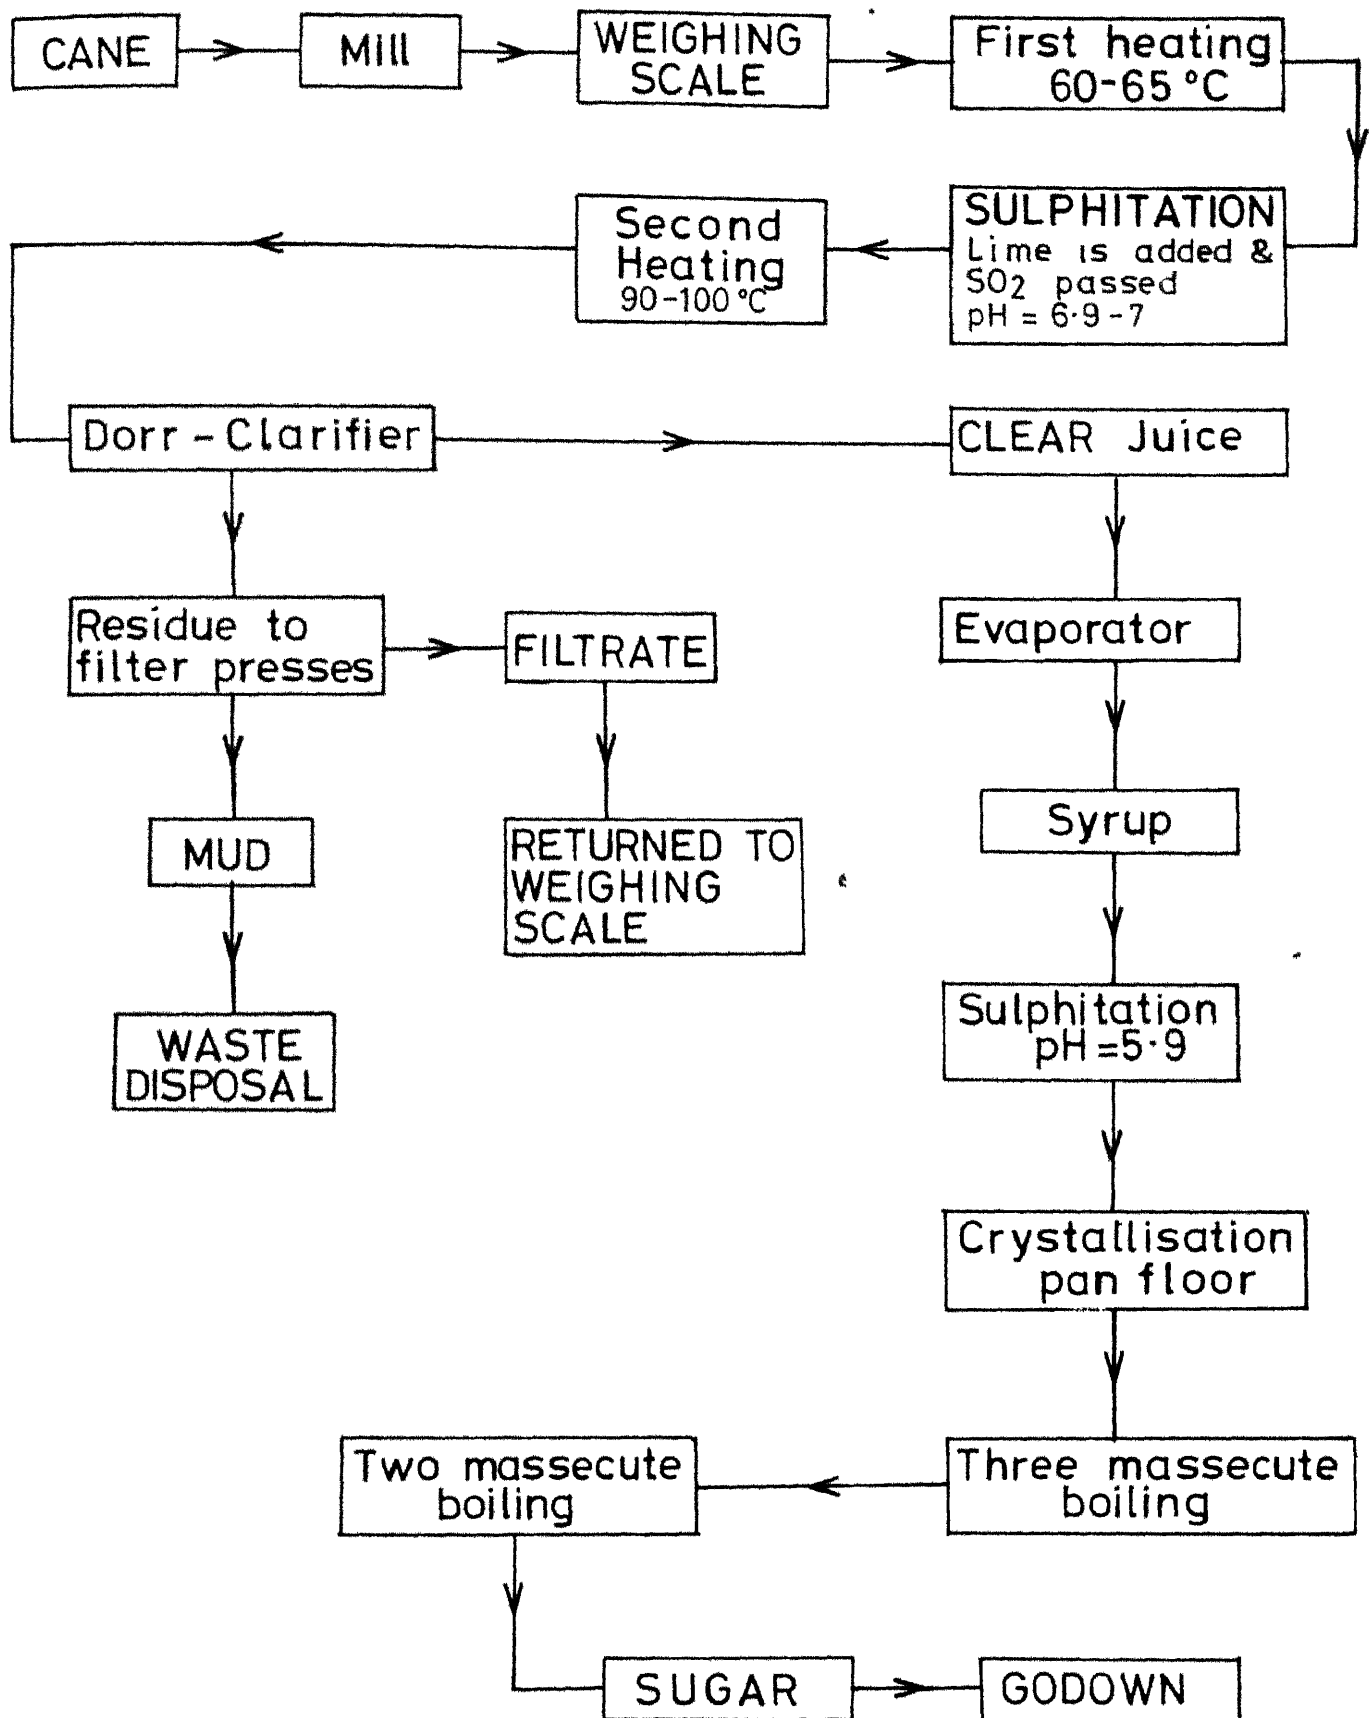 CANE
Mill
WEIGHING
SCALE
First heating
60-65 °C
SULPHITATION
Lime is added &
SO2 passed
pH = 6.9-7
Second
Heating
90-100 °C
Dorr - Clarifier
CLEAR Juice
Residue to
filter presses
FILTRATE
Evaporator
MUD
RETURNED TO
WEIGHING
SCALE
Syrup
WASTE
DISPOSAL
Sulphitation
pH = 5.9
Crystallisation
pan floor
Three massecute
boiling
Two massecute
boiling
SUGAR
GODOWN